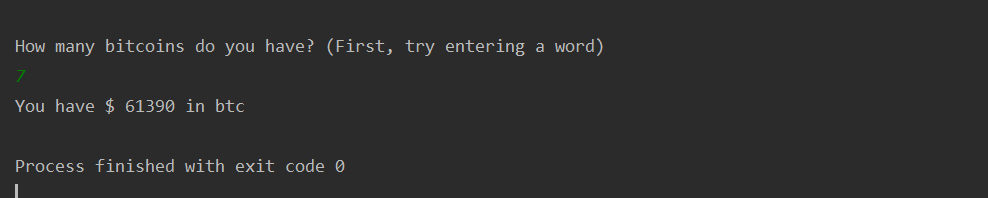 How many bitcoins do you have? (First, try entering a word)
7
You have $ 61390 in btc
Process finished with exit code 0